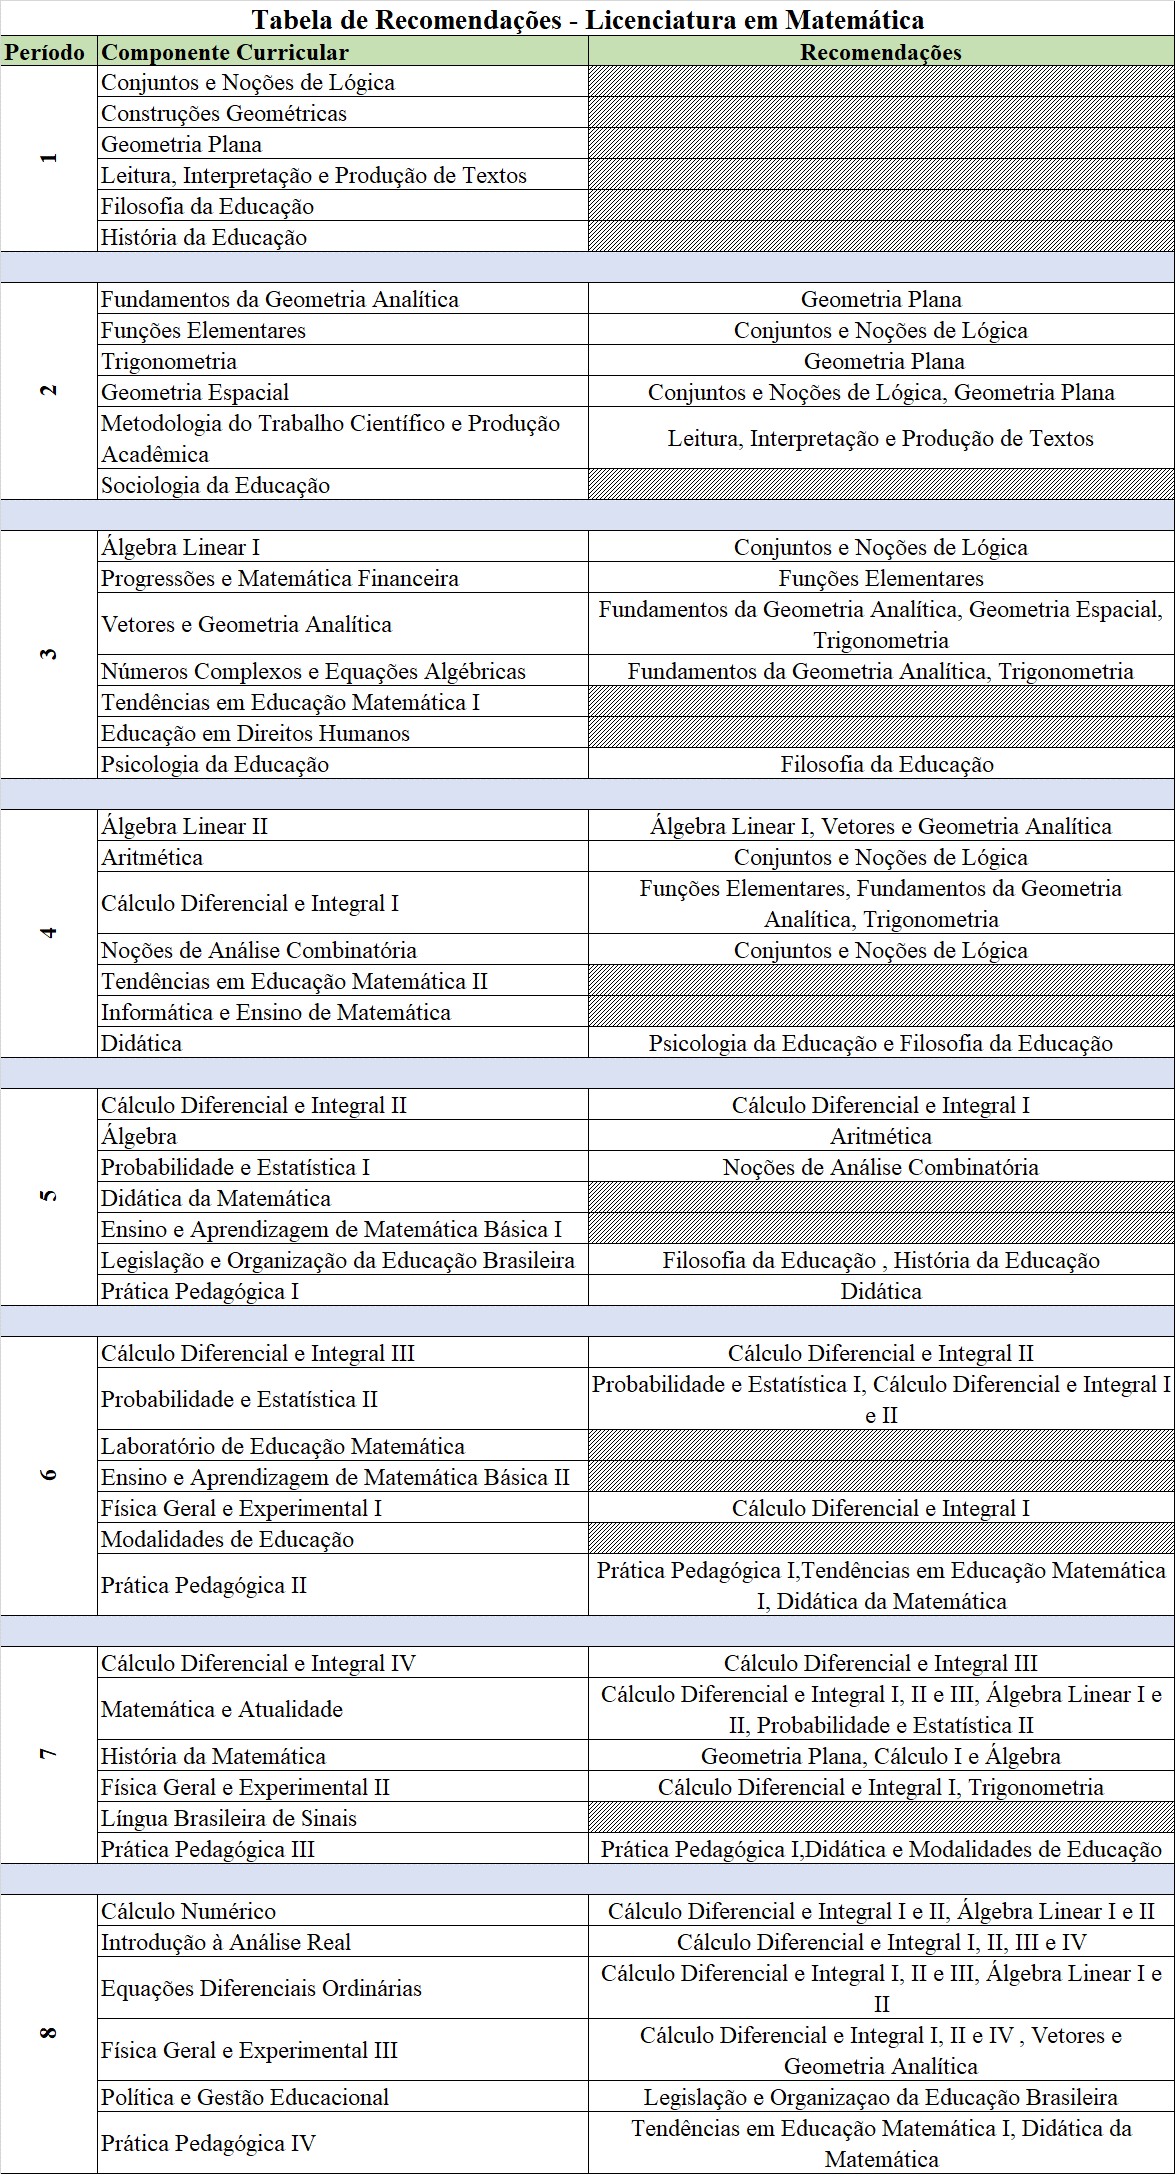 Tabela de Recomendações - Licenciatura em Matemática
Período Componente Curricular Recomendações
1
Conjuntos e Noções de Lógica
Construções Geométricas
Geometria Plana
Leitura, Interpretação e Produção de Textos
Filosofia da Educação
História da Educação
2
Fundamentos da Geometria Analítica Geometria Plana
Funções Elementares Conjuntos e Noções de Lógica
Trigonometria Geometria Plana
Geometria Espacial Conjuntos e Noções de Lógica, Geometria Plana
Metodologia do Trabalho Científico e Produção
Acadêmica
Leitura, Interpretação e Produção de Textos
Sociologia da Educação
3
Álgebra Linear I Conjuntos e Noções de Lógica
Progressões e Matemática Financeira Funções Elementares
Vetores e Geometria Analítica
Fundamentos da Geometria Analítica, Geometria Espacial,
Trigonometria
Números Complexos e Equações Algébricas Fundamentos da Geometria Analítica, Trigonometria
Tendências em Educação Matemática I
Educação em Direitos Humanos
Psicologia da Educação Filosofia da Educação
4
Álgebra Linear II Álgebra Linear I, Vetores e Geometria Analítica
Aritmética Conjuntos e Noções de Lógica
Cálculo Diferencial e Integral I
Funções Elementares, Fundamentos da Geometria
Analítica, Trigonometria
Noções de Análise Combinatória Conjuntos e Noções de Lógica
Tendências em Educação Matemática II
Informática e Ensino de Matemática
Didática Psicologia da Educação e Filosofia da Educação
5
Cálculo Diferencial e Integral II Cálculo Diferencial e Integral I
Álgebra Aritmética
Probabilidade e Estatística I Noções de Análise Combinatória
Didática da Matemática
Ensino e Aprendizagem de Matemática Básica I
Legislação e Organização da Educação Brasileira Filosofia da Educação , História da Educação
Prática Pedagógica I Didática
6
Cálculo Diferencial e Integral III Cálculo Diferencial e Integral II
Probabilidade e Estatística II
Probabilidade e Estatística I, Cálculo Diferencial e Integral I
e II
Laboratório de Educação Matemática
Ensino e Aprendizagem de Matemática Básica II
Física Geral e Experimental I Cálculo Diferencial e Integral I
Modalidades de Educação
Prática Pedagógica II
Prática Pedagógica I,Tendências em Educação Matemática
I, Didática da Matemática
7
Cálculo Diferencial e Integral IV Cálculo Diferencial e Integral III
Matemática e Atualidade
Cálculo Diferencial e Integral I, II e III, Álgebra Linear I e
II, Probabilidade e Estatística II
História da Matemática Geometria Plana, Cálculo I e Álgebra
Física Geral e Experimental II Cálculo Diferencial e Integral I, Trigonometria
Língua Brasileira de Sinais
Prática Pedagógica III Prática Pedagógica I,Didática e Modalidades de Educação
8
Cálculo Numérico Cálculo Diferencial e Integral I e II, Álgebra Linear I e II
Introdução à Análise Real Cálculo Diferencial e Integral I, II, III e IV
Equações Diferenciais Ordinárias
Cálculo Diferencial e Integral I, II e III, Álgebra Linear I e
II
Física Geral e Experimental III
Cálculo Diferencial e Integral I, II e IV , Vetores e
Geometria Analítica
Política e Gestão Educacional Legislação e Organizaçao da Educação Brasileira
Prática Pedagógica IV
Tendências em Educação Matemática I, Didática da
Matemática